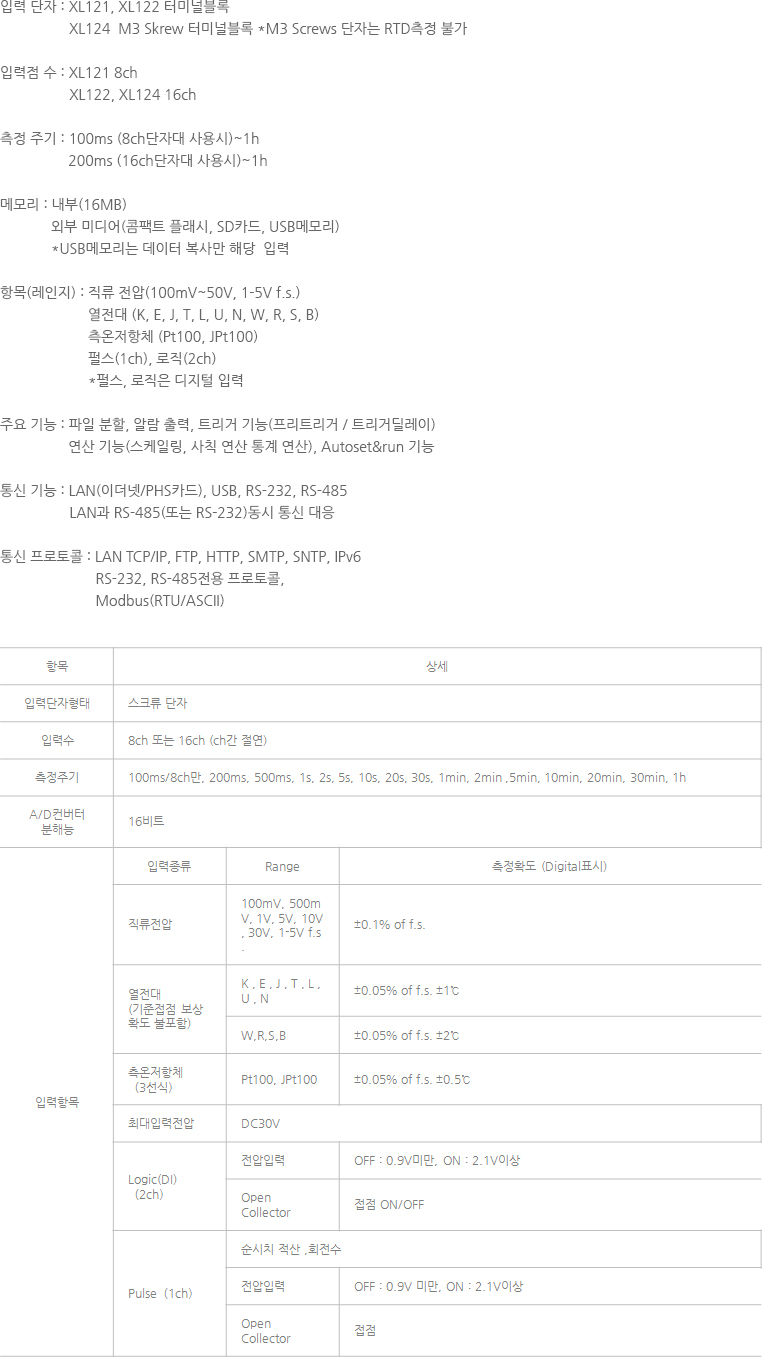 입력 단자 : XL121, XL122 터미널블록
XL124 M3 Skrew 터미널블록 *M3 Screws 단자는 RTD측정 불가
입력점 수 : XL121 8ch
XL122, XL124 16ch
측정 주기 : 100ms (8ch단자대 사용시)~1h
200ms (16ch단자대 사용시)~1h
메모리 : 내부(16MB)
외부 미디어(콤팩트 플래시, SD카드, USB메모리)
*USB메모리는 데이터 복사만 해당 입력
항목(레인지) : 직류 전압(100mV~50V, 1-5V f.s.)
열전대 (K, E, J, T, L, U, N, W, R, S, B)
측온저항체 (Pt100, JPt100)
펄스(1ch), 로직(2ch)
*펄스, 로직은 디지털 입력
주요 기능 : 파일 분할, 알람 출력, 트리거 기능(프리트리거 / 트리거딜레이)
연산 기능(스케일링, 사칙 연산 통계 연산), Autoset&run 기능
통신 기능 : LAN(이더넷/PHS카드), USB, RS-232, RS-485
LAN과 RS-485(또는 RS-232)동시 통신 대응
통신 프로토콜 : LAN TCP/IP, FTP, HTTP, SMTP, SNTP, IPv6
RS-232, RS-485전용 프로토콜,
Modbus(RTU/ASCII)
항목 상세
입력단자형태 스크류 단자
입력수 8ch 또는 16ch (ch간 절연)
측정주기 100ms/8ch만, 200ms, 500ms, 1s, 2s, 5s, 10s, 20s, 30s, 1min, 2min ,5min, 10min, 20min, 30min, 1h
A/D컨버터
분해능
16비트
입력항목
입력종류 Range 측정확도 (Digital표시)
직류전압
100mV, 500m
V, 1V, 5V, 10V
, 30V, 1-5V f.s
.
±0.1% of f.s.
열전대
(기준접점 보상
확도 불포함)
K , E , J , T , L ,
U , N
±0.05% of f.s. ±1℃
W,R,S,B ±0.05% of f.s. ±2℃
측온저항체
(3선식)
Pt100, JPt100 ±0.05% of f.s. ±0.5℃
최대입력전압 DC30V
Logic(DI)
(2ch)
전압입력 OFF : 0.9V미만, ON : 2.1V이상
Open
Collector
접점 ON/OFF
Pulse (1ch)
순시치 적산 ,회전수
전압입력 OFF : 0.9V 미만, ON : 2.1V이상
Open
Collector
접점